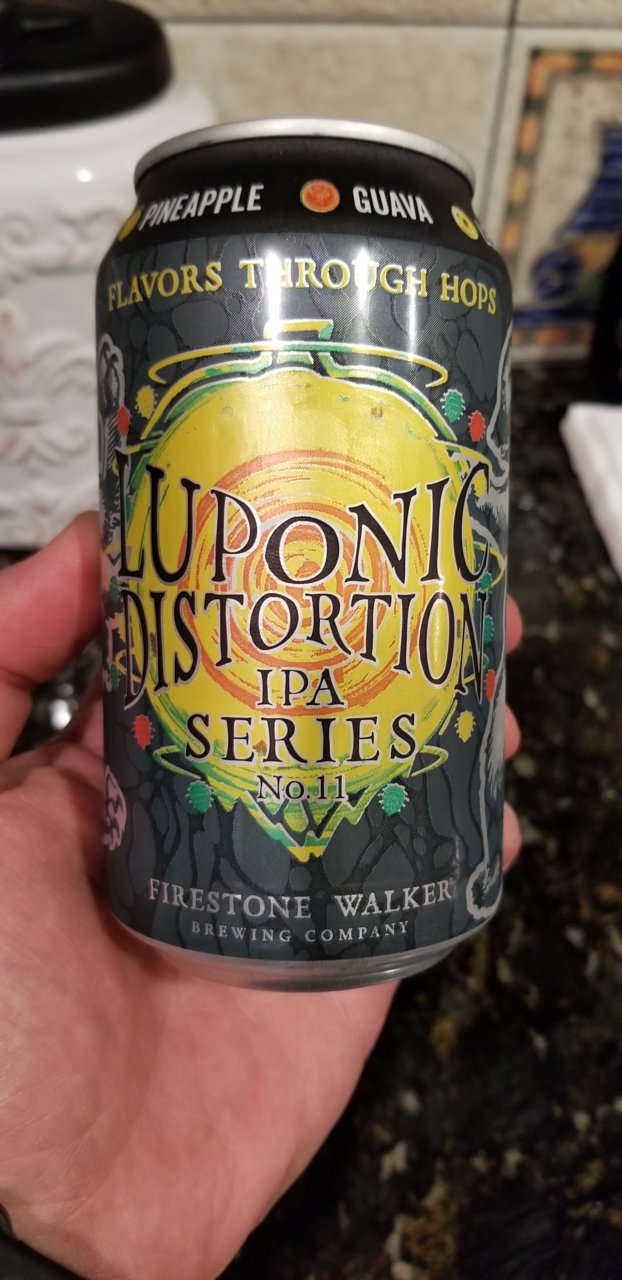 PINEAPPLE GUAVA
FLAVORS THROUGH HOPS
LUPONIC
DISTORTION
IPA
SERIES
No.11
FIRESTONE WALKER
BREWING COMPANY